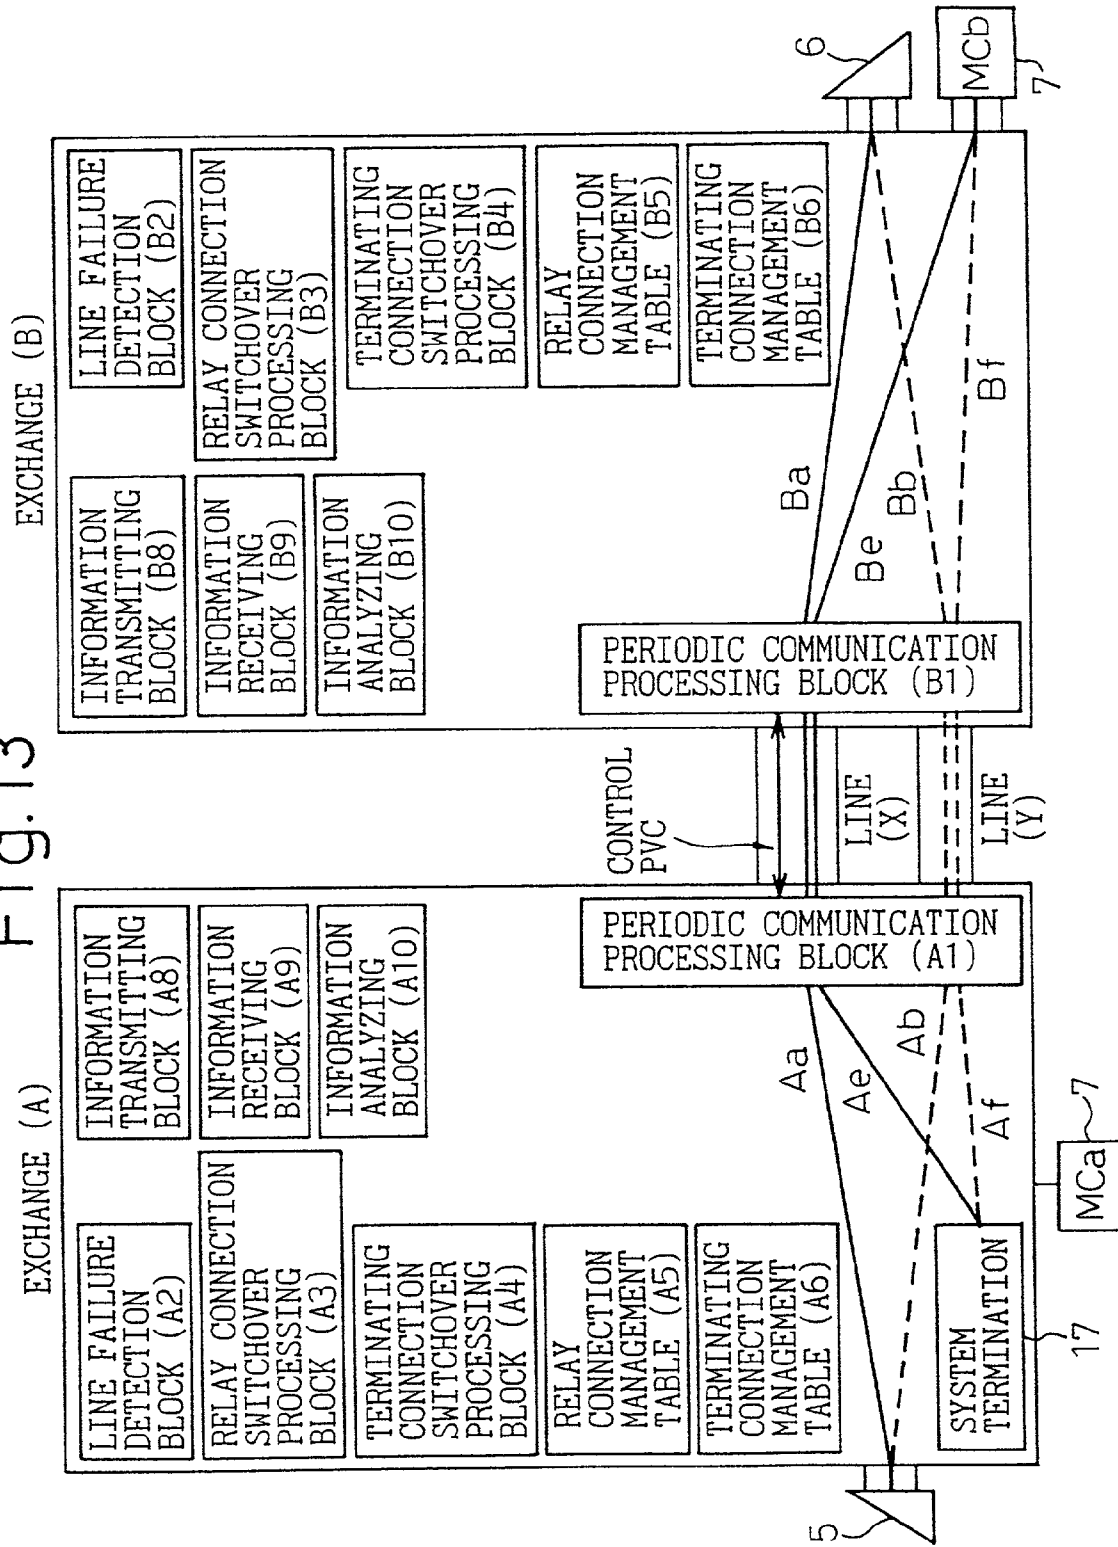 Fig.13
EXCHANGE (A)
LINE FAILURE
DETECTION
BLOCK (A2)
RELAY CONNECTION
SWITCHOVER
PROCESSING
BLOCK (A3)
TERMINATING
CONNECTION
SWITCHOVER
PROCESSING
BLOCK (A4)
RELAY
CONNECTION
MANAGEMENT
TABLE (A5)
TERMINATING
CONNECTION
MANAGEMENT
TABLE (A6)
SYSTEM
TERMINATION
17
5
INFORMATION
TRANSMITTING
BLOCK (A8)
INFORMATION
RECEIVING
BLOCK (A9)
INFORMATION
ANALYZING
BLOCK (A10)
PERIODIC COMMUNICATION
PROCESSING BLOCK (A1)
Aa
Ae
Ab
Af
MCa
7
CONTROL
PVC
LINE
(X)
LINE
(Y)
EXCHANGE (B)
INFORMATION
TRANSMITTING
BLOCK (B8)
INFORMATION
RECEIVING
BLOCK (B9)
INFORMATION
ANALYZING
BLOCK (B10)
PERIODIC COMMUNICATION
PROCESSING BLOCK (B1)
LINE FAILURE
DETECTION
BLOCK (B2)
RELAY CONNECTION
SWITCHOVER
PROCESSING
BLOCK (B3)
TERMINATING
CONNECTION
SWITCHOVER
PROCESSING
BLOCK (B4)
RELAY
CONNECTION
MANAGEMENT
TABLE (B5)
TERMINATING
CONNECTION
MANAGEMENT
TABLE (B6)
Ba
Be
Bb
Bf
6
MCb
7